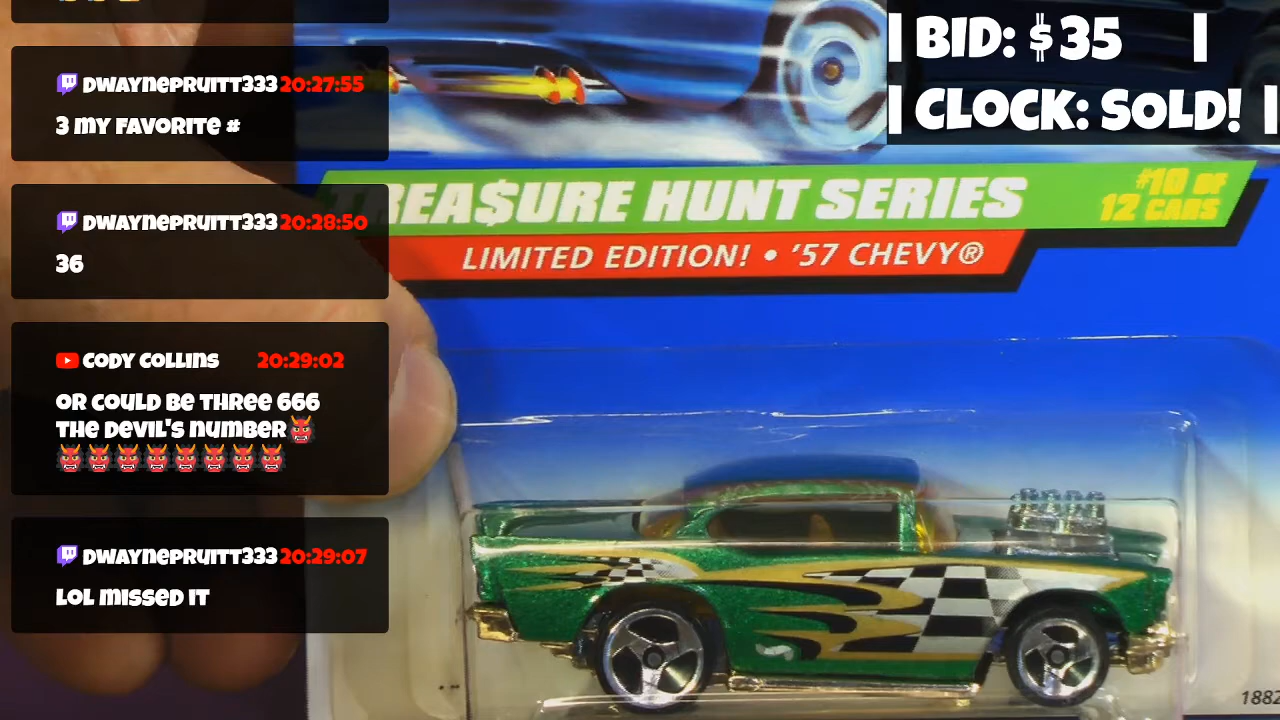 DWAYNEPRUITT333 20:27:55
3 MY FAVORITE #
DWAYNEPRUITT333 20:28:50
36
CODY COLLINS 20:29:02
OR COULD BE THREE 666
THE DEVIL'S NUMBER👹
👹👹👹👹👹👹👹👹
DWAYNEPRUITT333 20:29:07
LOL MISSED IT
| BID: $35 |
| CLOCK: SOLD! |
TREA$URE HUNT SERIES
#10 OF
12 CARS
LIMITED EDITION! • '57 CHEVY®
1882